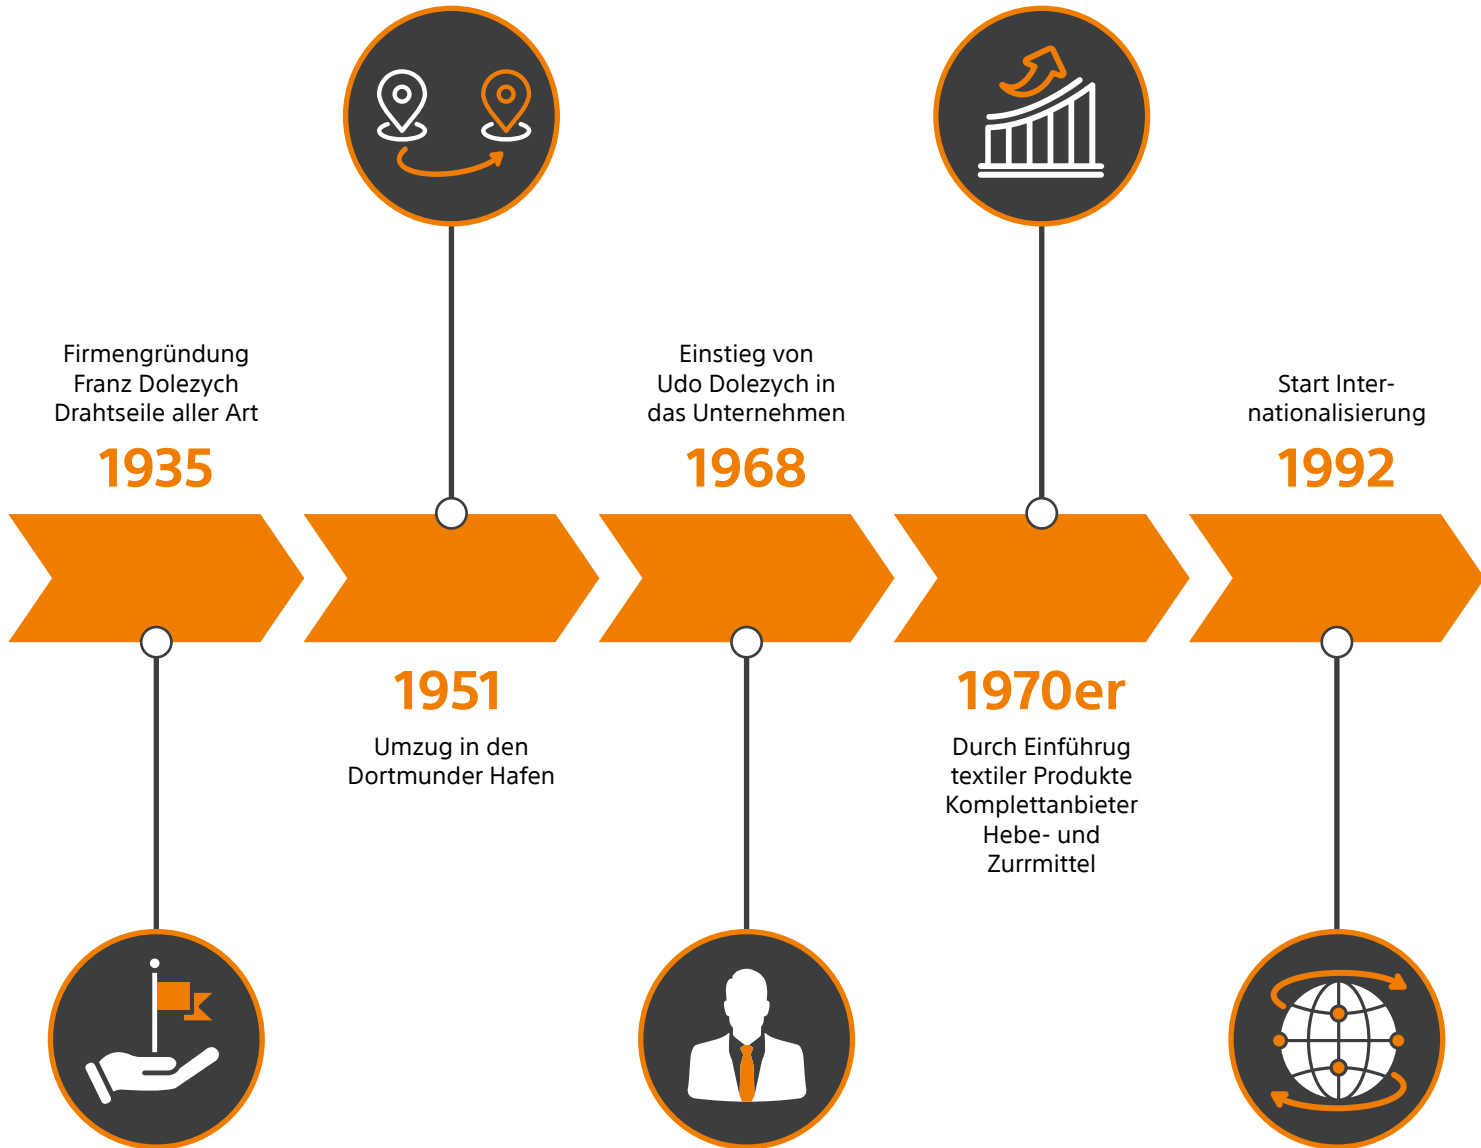 Firmengründung
Franz Dolezych
Drahtseile aller Art
1935
1951
Umzug in den
Dortmunder Hafen
Einstieg von
Udo Dolezych in
das Unternehmen
1968
1970er
Durch Einführug
textiler Produkte
Komplettanbieter
Hebe- und
Zurrmittel
Start Inter-
nationalisierung
1992